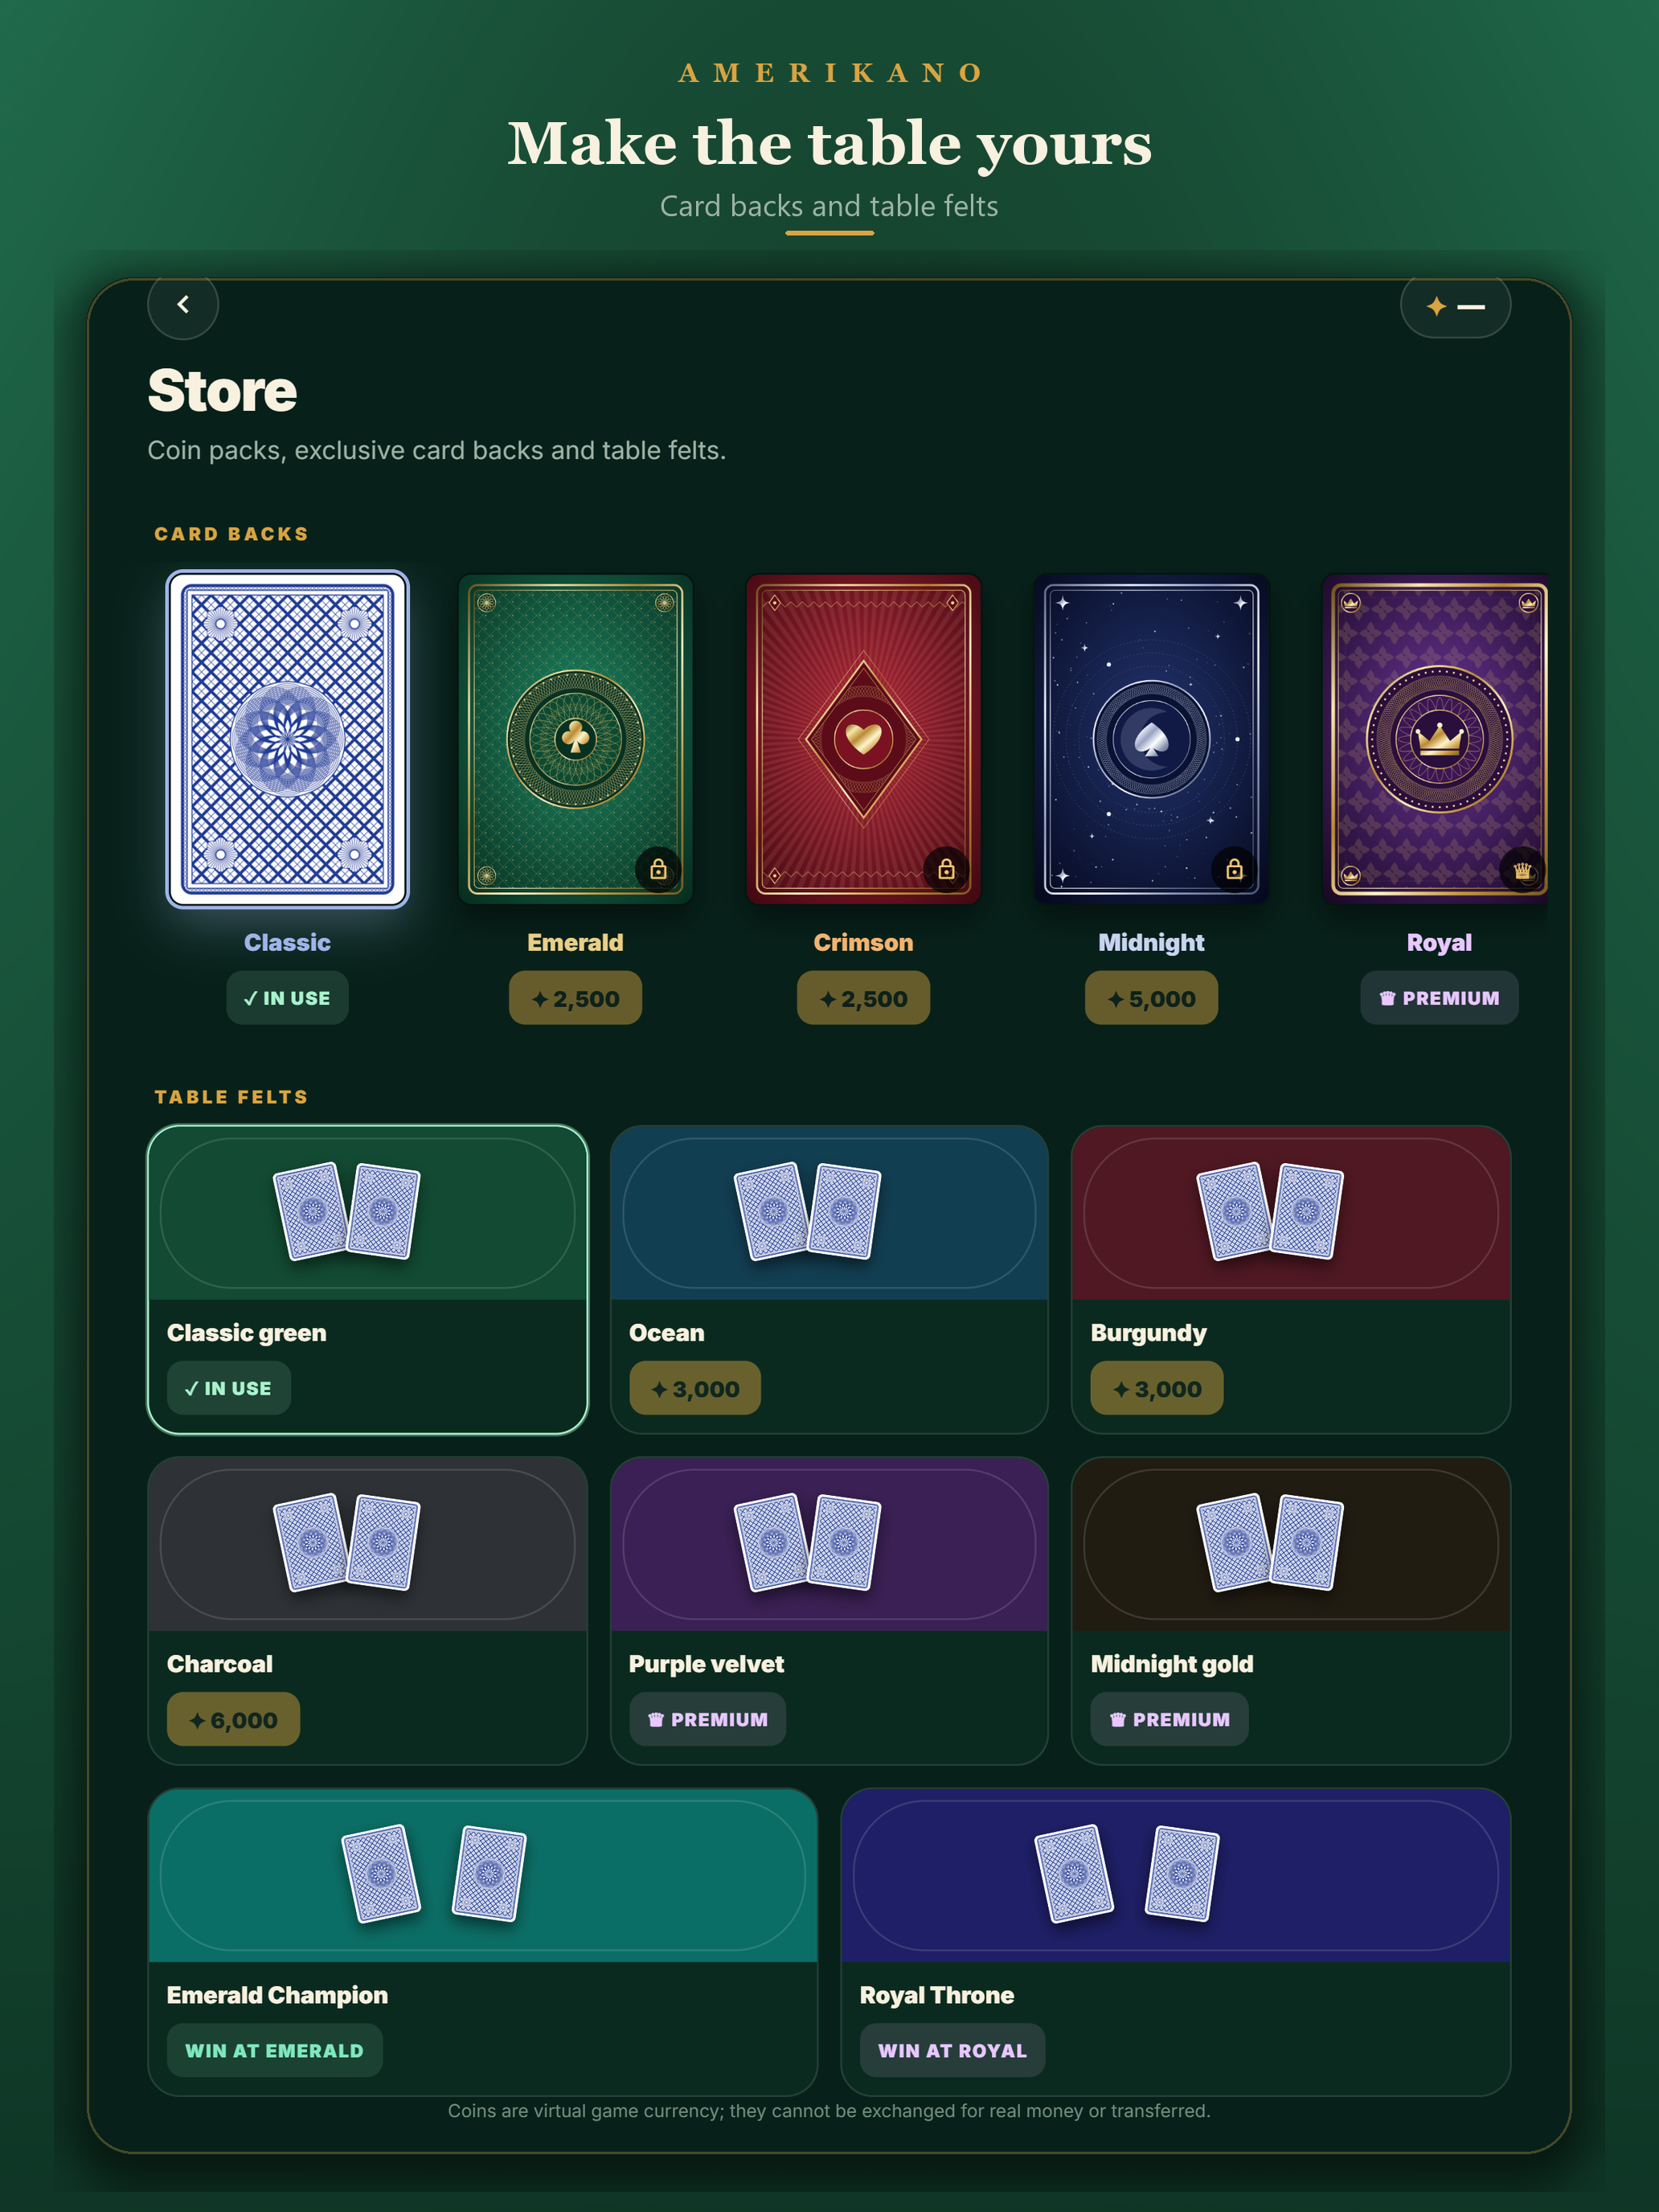 AMERIKANO
Make the table yours
Card backs and table felts
✦ —
Store
Coin packs, exclusive card backs and table felts.
CARD BACKS
Classic
Emerald
Crimson
Midnight
Royal
✓ IN USE
✦ 2,500
✦ 2,500
✦ 5,000
♛ PREMIUM
TABLE FELTS
Classic green
Ocean
Burgundy
✓ IN USE
✦ 3,000
✦ 3,000
Charcoal
Purple velvet
Midnight gold
✦ 6,000
♛ PREMIUM
♛ PREMIUM
Emerald Champion
Royal Throne
WIN AT EMERALD
WIN AT ROYAL
Coins are virtual game currency; they cannot be exchanged for real money or transferred.